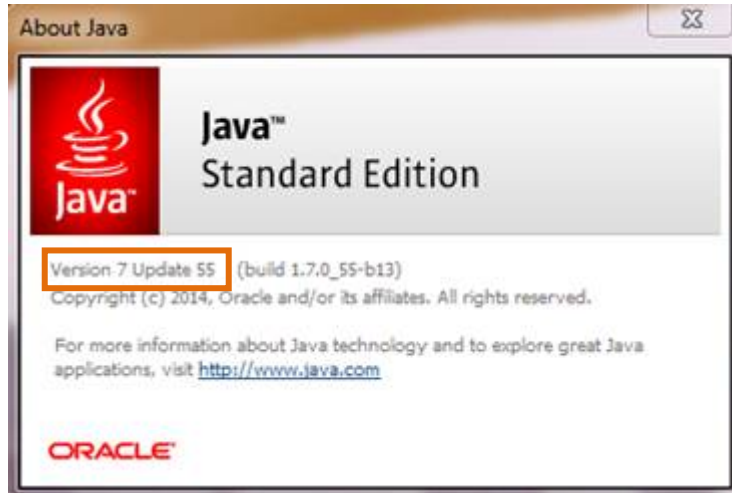 About Java
Java™
Java™
Standard Edition
Version 7 Update 55 (build 1.7.0_55-b13)
Copyright (c) 2014, Oracle and/or its affiliates. All rights reserved.
For more information about Java technology and to explore great Java
applications, visit http://www.java.com
ORACLE